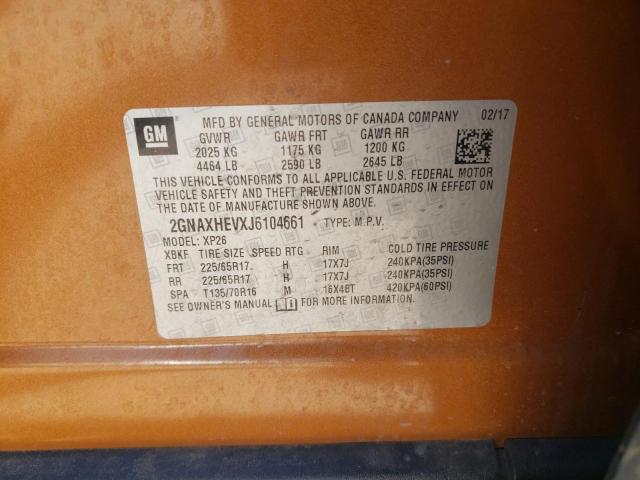 GM
MFD BY GENERAL MOTORS OF CANADA COMPANY 02/17
GVWR GAWR FRT GAWR RR
2025 KG 1175 KG 1200 KG
4464 LB 2590 LB 2645 LB
THIS VEHICLE CONFORMS TO ALL APPLICABLE U.S. FEDERAL MOTOR
VEHICLE SAFETY AND THEFT PREVENTION STANDARDS IN EFFECT ON
THE DATE OF MANUFACTURE SHOWN ABOVE.
2GNAXHEVXJ6104661 TYPE: M.P.V.
MODEL: XP26
XBKF TIRE SIZE SPEED RTG RIM COLD TIRE PRESSURE
FRT 225/65R17 H 17X7J 240KPA(35PSI)
RR 225/65R17 H 17X7J 240KPA(35PSI)
SPA T135/70R16 M 16X4BT 420KPA(60PSI)
SEE OWNER'S MANUAL FOR MORE INFORMATION.